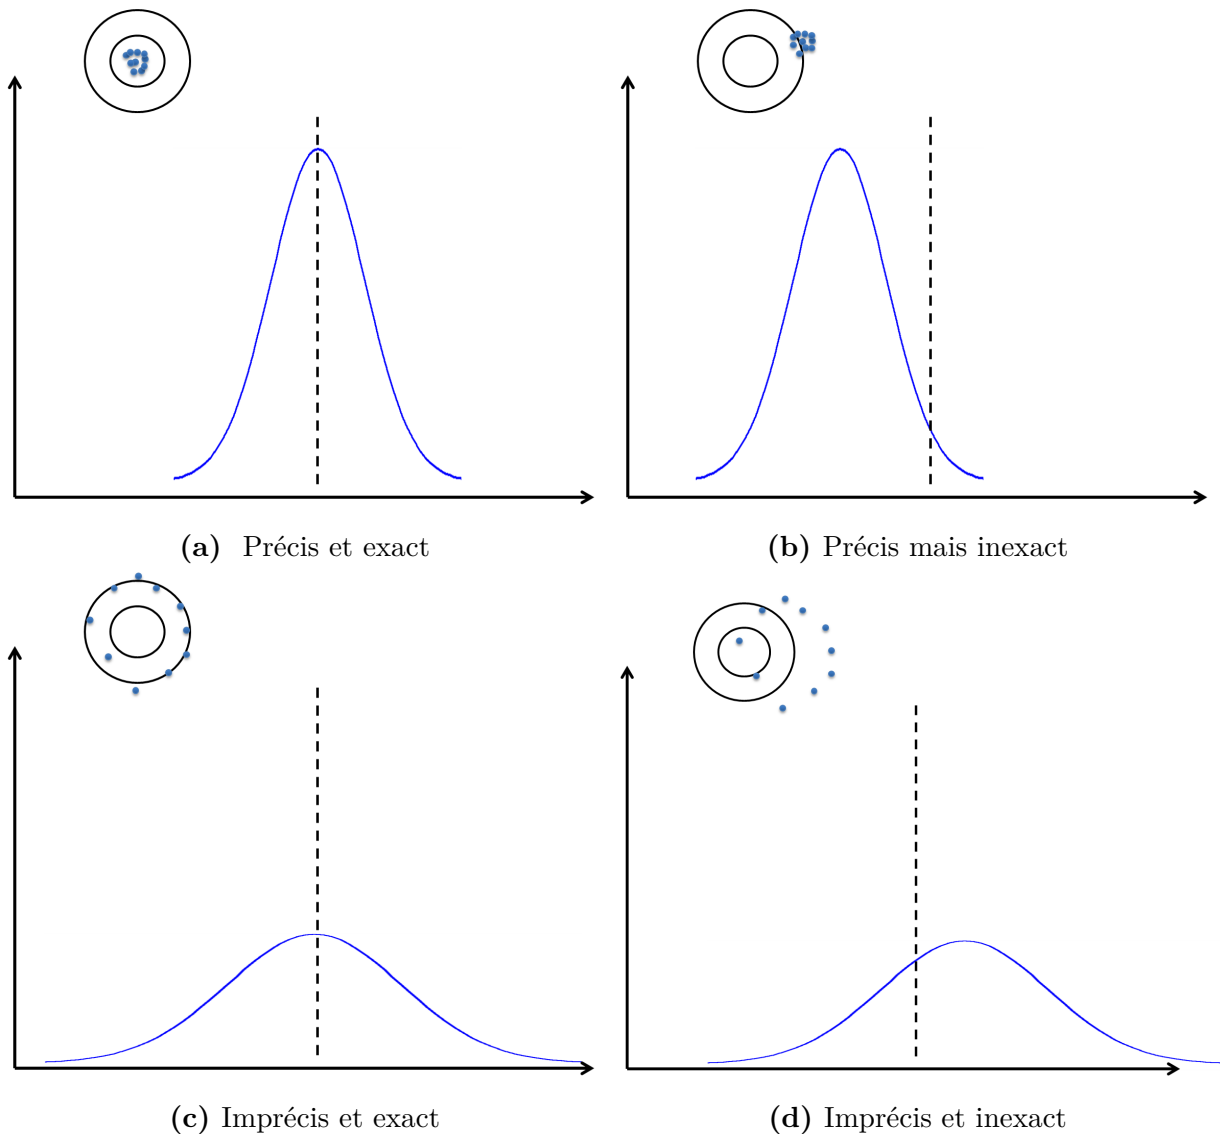 (a) Précis et exact
(b) Précis mais inexact
(c) Imprécis et exact
(d) Imprécis et inexact